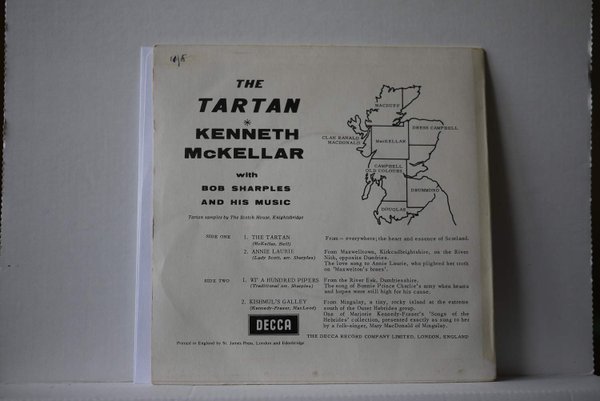 10/8
THE
TARTAN
*
KENNETH
McKELLAR
with
BOB SHARPLES
AND HIS MUSIC
Tartan samples by The Scotch House, Knightsbridge
MACDUFF
DRESS CAMPBELL
CLAN RANALD
MACDONALD
MacKELLAR
CAMPBELL
OLD COLOURS
DRUMMOND
DOUGLAS
SIDE ONE
1. THE TARTAN
(McKellar, Bell)
From — everywhere; the heart and essence of Scotland.
2. ANNIE LAURIE
(Lady Scott, arr. Sharples)
From Maxwelltown, Kirkcudbrightshire, on the River
Nith, opposite Dumfries.
The love song to Annie Laurie, who plighted her troth
on 'Maxwelton's braes'.
SIDE TWO
1. WI' A HUNDRED PIPERS
(Traditional arr. Sharples)
From the River Esk, Dumfriesshire.
The song of Bonnie Prince Charlie's army when hearts
and hopes were still high for his cause.
2. KISHMUL'S GALLEY
(Kennedy-Fraser, MacLeod)
From Mingulay, a tiny, rocky island at the extreme
south of the Outer Hebrides group.
One of Marjorie Kennedy-Fraser's 'Songs of the
Hebrides' collection, presented exactly as sung to her
by a folk-singer, Mary MacDonald of Mingulay.
DECCA
THE DECCA RECORD COMPANY LIMITED, LONDON, ENGLAND
Printed in England by St. James Press, London and Edenbridge